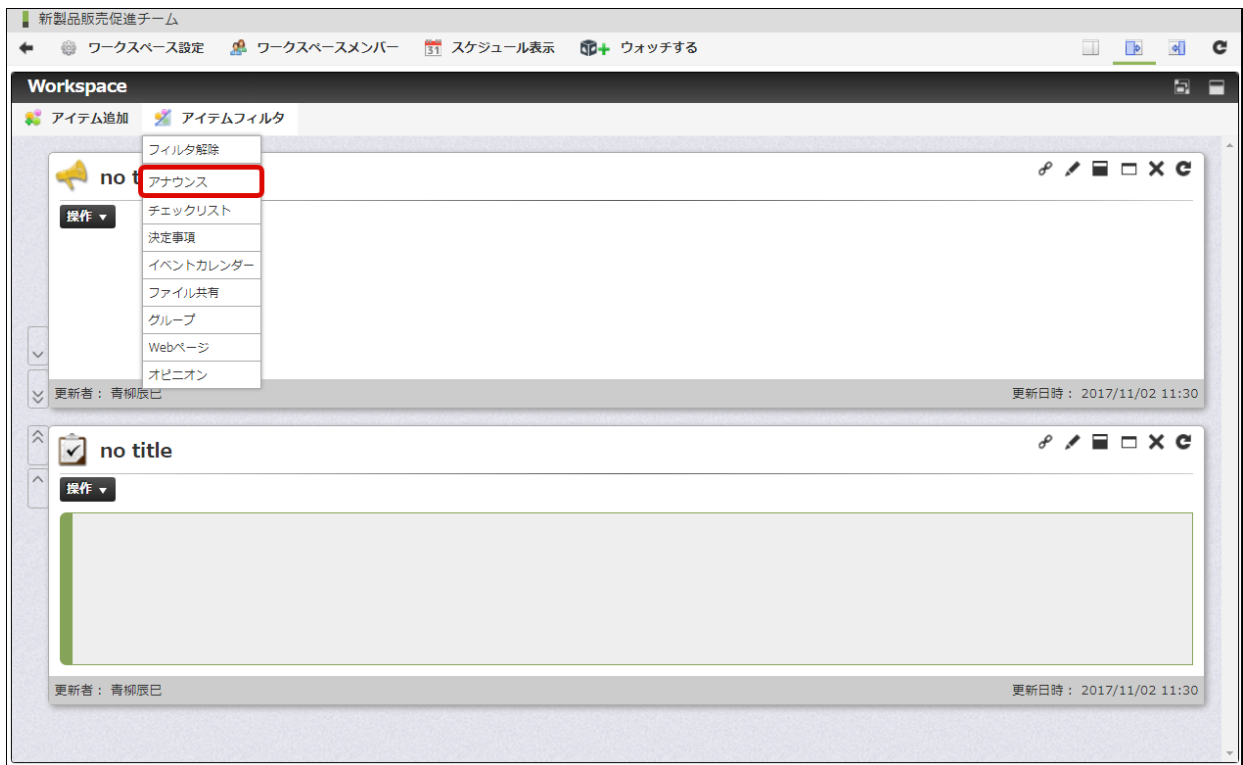 新製品販売促進チーム
ワークスペース設定 ワークスペースメンバー 31 スケジュール表示 ウォッチする
Workspace
アイテム追加 アイテムフィルタ
フィルタ解除
no t
アナウンス
操作 ▼
チェックリスト
決定事項
イベントカレンダー
ファイル共有
グループ
Webページ
オピニオン
更新者： 青柳辰巳 更新日時： 2017/11/02 11:30
no title
操作 ▼
更新者： 青柳辰巳 更新日時： 2017/11/02 11:30